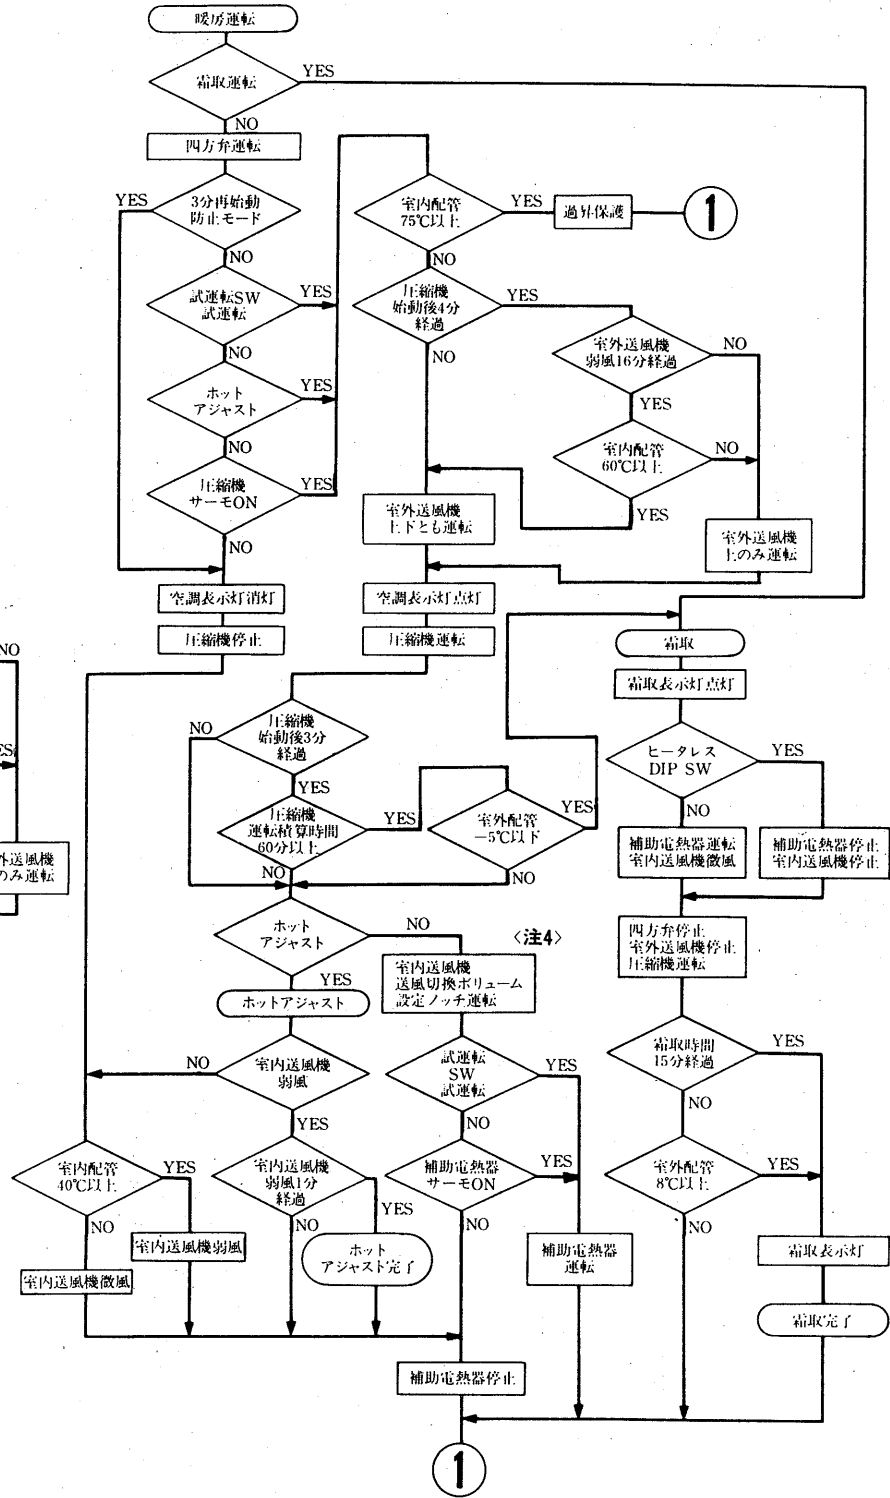 暖房運転
霜取運転
YES
NO
四方弁運転
3分再始動
防止モード
YES
NO
試運転SW
試運転
YES
NO
ホット
アジャスト
YES
NO
圧縮機
サーモON
YES
NO
空調表示灯消灯
圧縮機停止
室内配管
75℃以上
YES
過昇保護
1
NO
圧縮機
始動後4分
経過
YES
NO
室外送風機
弱風16分経過
NO
YES
室内配管
60℃以上
NO
YES
室外送風機
上下とも運転
室外送風機
上のみ運転
空調表示灯点灯
圧縮機運転
NO
YES
外送風機
のみ運転
圧縮機
始動後3分
経過
NO
YES
圧縮機
運転積算時間
60分以上
YES
NO
室外配管
−5℃以下
YES
NO
ホット
アジャスト
NO
YES
ホットアジャスト
〈注4〉
室内送風機
送風切換ボリューム
設定ノッチ運転
室内送風機
弱風
NO
YES
試運転
SW
試運転
YES
NO
室内配管
40℃以上
YES
NO
室内送風機弱風
室内送風機微風
室内送風機
弱風1分
経過
YES
NO
ホット
アジャスト完了
補助電熱器
サーモON
YES
NO
補助電熱器
運転
補助電熱器停止
霜取
霜取表示灯点灯
ヒータレス
DIP SW
YES
NO
補助電熱器運転
室内送風機微風
補助電熱器停止
室内送風機停止
四方弁停止
室外送風機停止
圧縮機運転
霜取時間
15分経過
YES
NO
室外配管
8℃以上
YES
NO
霜取表示灯
霜取完了
1